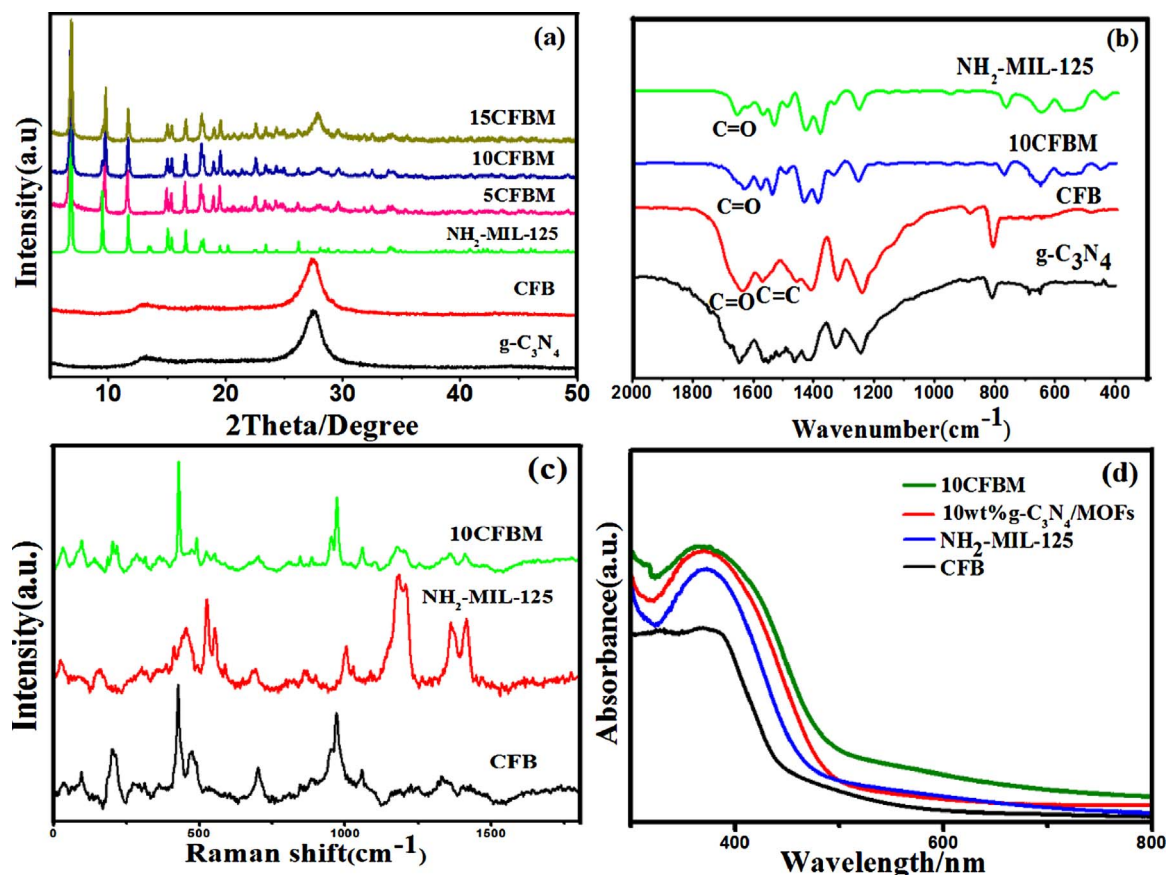 (a)
15CFBM
10CFBM
5CFBM
NH₂-MIL-125
CFB
g-C₃N₄
Intensity(a.u)
10 20 30 40 50
2Theta/Degree
(b)
NH₂-MIL-125
C=O
10CFBM
C=O
CFB
g-C₃N₄
C=O C=C
2000 1800 1600 1400 1200 1000 800 600 400
Wavenumber(cm⁻¹)
(c)
10CFBM
NH₂-MIL-125
CFB
Intensity(a.u.)
0 500 1000 1500
Raman shift(cm⁻¹)
(d)
10CFBM
10wt%g-C₃N₄/MOFs
NH₂-MIL-125
CFB
Absorbance(a.u.)
400 600 800
Wavelength/nm